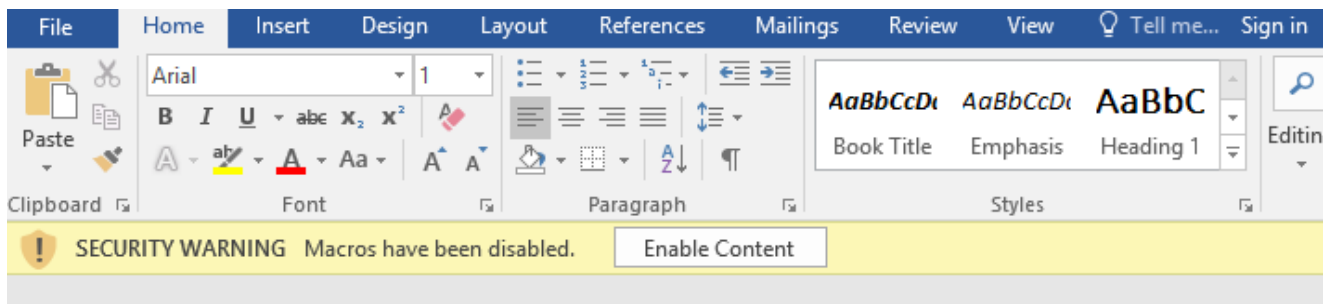 File Home Insert Design Layout References Mailings Review View Tell me... Sign in
Arial 1
B I U abc X₂ X² AaBbCcDc AaBbCcDc AaBbC
Paste Book Title Emphasis Heading 1 Editin
A aby A Aa A A A Z
Clipboard Font Paragraph Styles
SECURITY WARNING Macros have been disabled. Enable Content